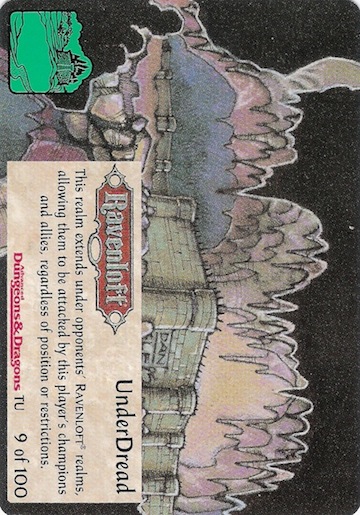 UnderDread
Ravenloft
This realm extends under opponents' RAVENLOFT® realms,
allowing them to be attacked by this player's champions
and allies regardless of position or restrictions.
Advanced
Dungeons&Dragons TU 9 of 100